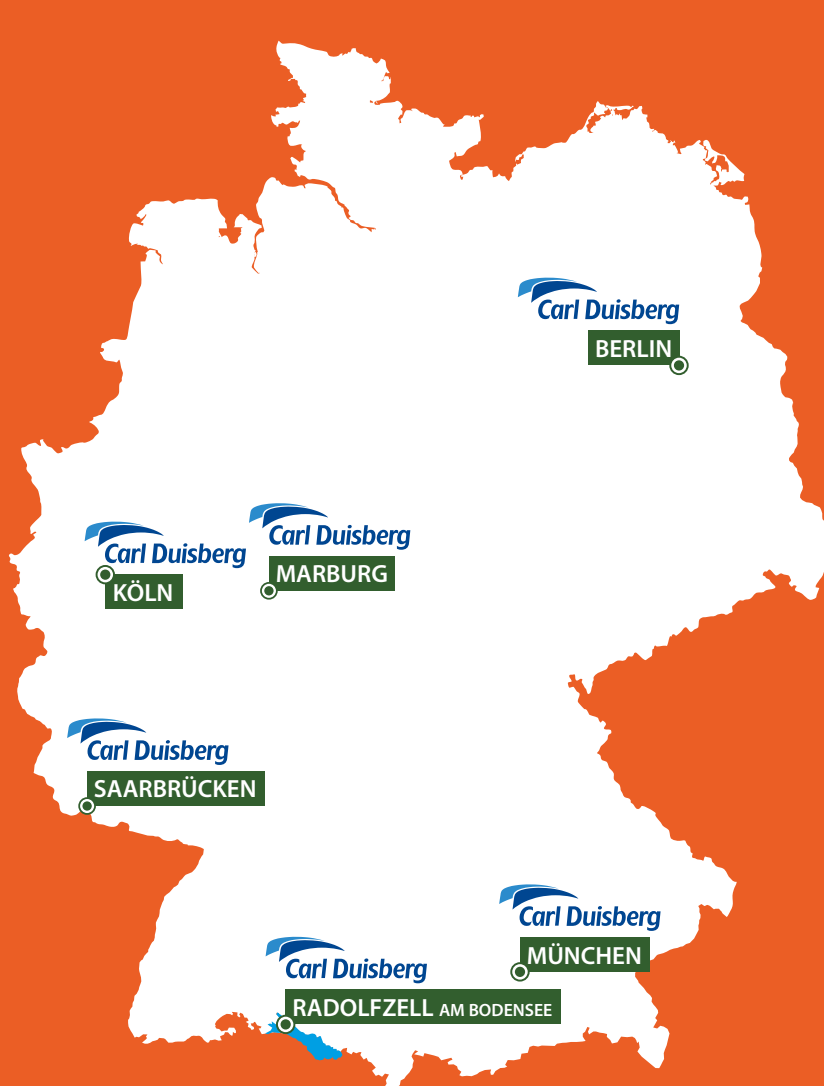 Carl Duisberg
BERLIN
Carl Duisberg
MARBURG
Carl Duisberg
KÖLN
Carl Duisberg
SAARBRÜCKEN
Carl Duisberg
MÜNCHEN
Carl Duisberg
RADOLFZELL AM BODENSEE